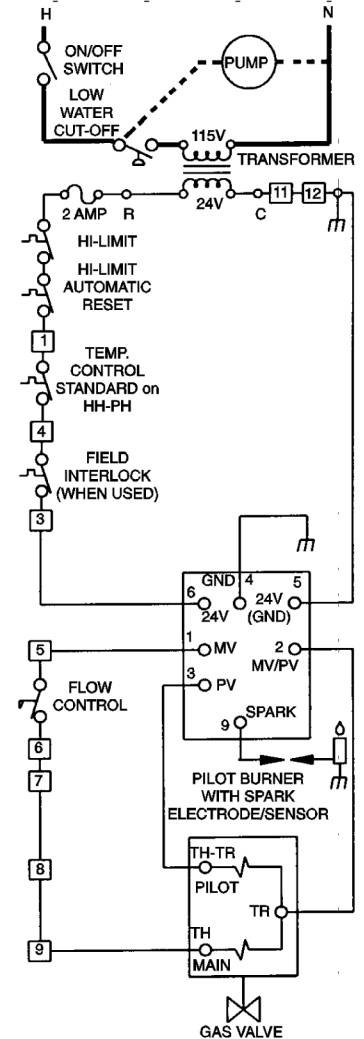 H
N
ON/OFF
SWITCH
PUMP
LOW
WATER
CUT-OFF
115V
TRANSFORMER
24V
2 AMP
R
C
11
12
HI-LIMIT
HI-LIMIT
AUTOMATIC
RESET
1
TEMP.
CONTROL
STANDARD on
HH-PH
4
FIELD
INTERLOCK
(WHEN USED)
3
GND
4
5
6
24V
24V
(GND)
1
MV
2
MV/PV
3
PV
5
FLOW
CONTROL
6
7
8
9
9
SPARK
PILOT BURNER
WITH SPARK
ELECTRODE/SENSOR
TH-TR
PILOT
TR
TH
MAIN
GAS VALVE